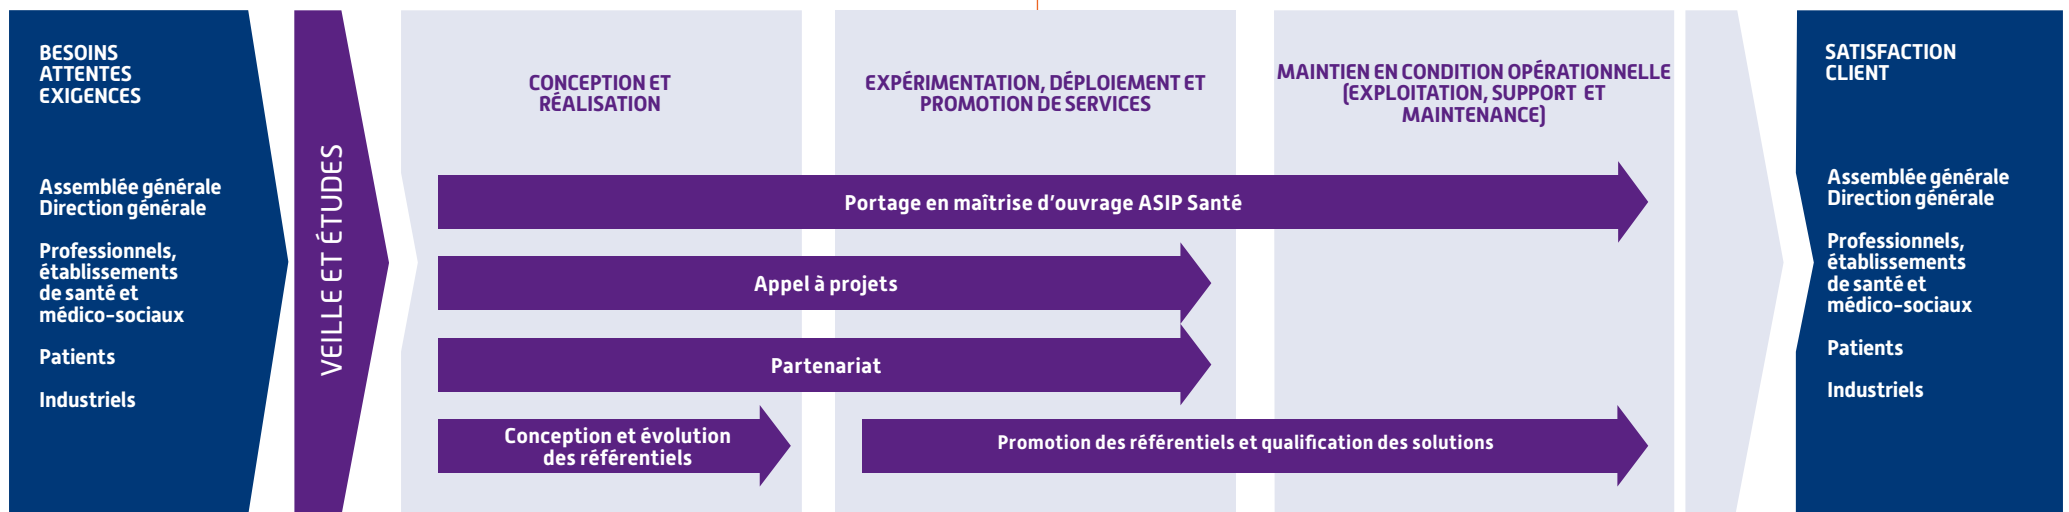 BESOINS
ATTENTES
EXIGENCES
Assemblée générale
Direction générale
Professionnels,
établissements
de santé et
médico-sociaux
Patients
Industriels
VEILLE ET ÉTUDES
CONCEPTION ET
RÉALISATION
EXPÉRIMENTATION, DÉPLOIEMENT ET
PROMOTION DE SERVICES
MAINTIEN EN CONDITION OPÉRATIONNELLE
(EXPLOITATION, SUPPORT ET
MAINTENANCE)
Portage en maîtrise d'ouvrage ASIP Santé
Appel à projets
Partenariat
Conception et évolution
des référentiels
Promotion des référentiels et qualification des solutions
SATISFACTION
CLIENT
Assemblée générale
Direction générale
Professionnels,
établissements
de santé et
médico-sociaux
Patients
Industriels